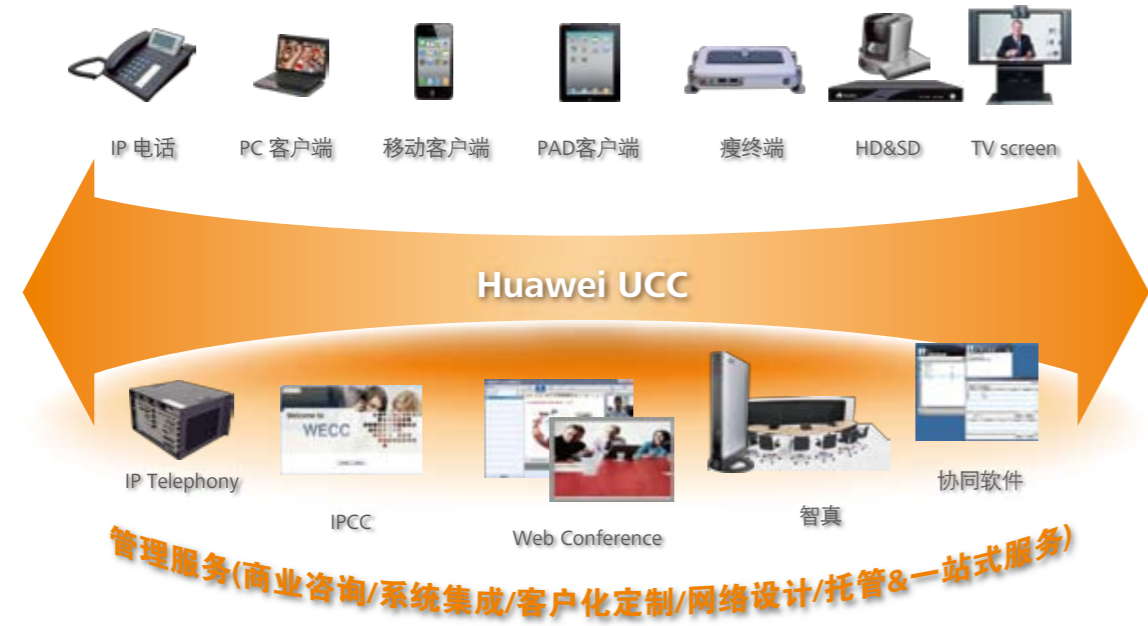 IP 电话
PC 客户端
移动客户端
PAD客户端
瘦终端
HD&SD
TV screen
Huawei UCC
Welcome to
WECC
IP Telephony
IPCC
Web Conference
智真
协同软件
管理服务(商业咨询/系统集成/客户化定制/网络设计/托管&一站式服务)